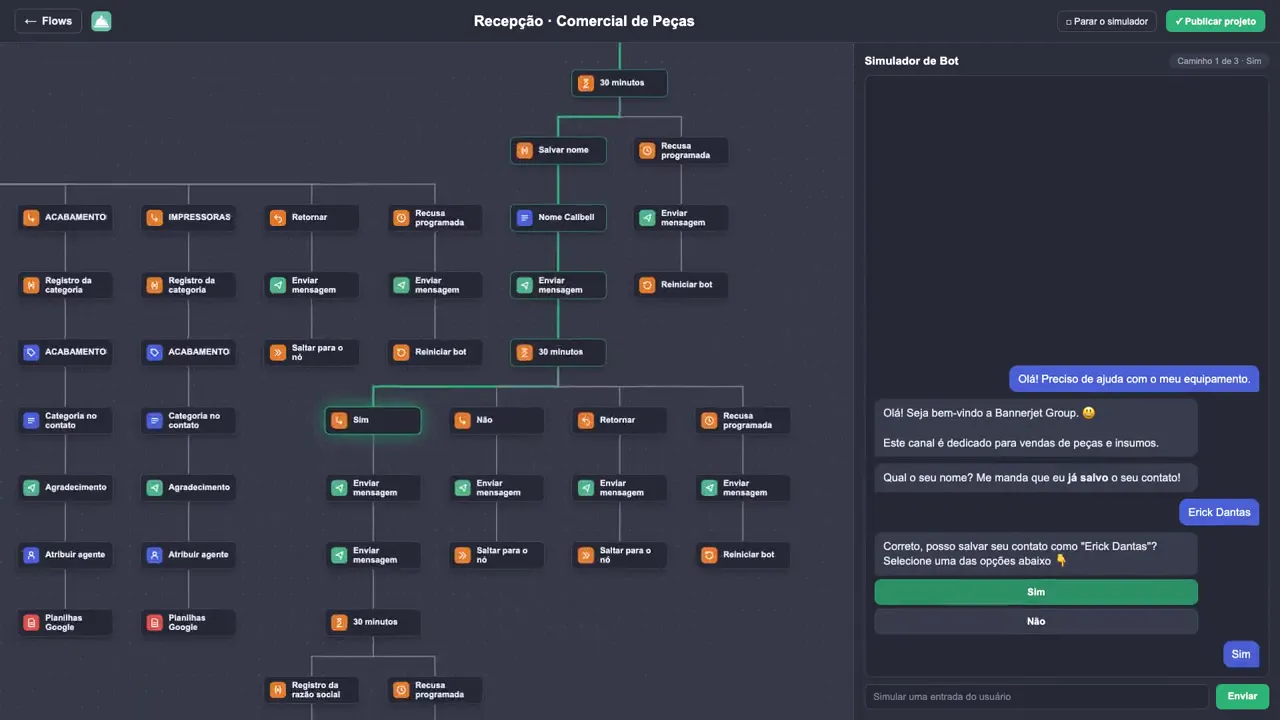 ← Flows
Recepção · Comercial de Peças
Parar o simulador
✓ Publicar projeto
Simulador de Bot
Caminho 1 de 3 · Sim
30 minutos
Salvar nome
Recusa
programada
ACABAMENTO
IMPRESSORAS
Retornar
Recusa
programada
Nome Callbell
Enviar
mensagem
Registro da
categoria
Registro da
categoria
Enviar
mensagem
Enviar
mensagem
Enviar
mensagem
Reiniciar bot
ACABAMENTO
ACABAMENTO
Saltar para o
nó
Reiniciar bot
30 minutos
Categoria no
contato
Categoria no
contato
Sim
Não
Retornar
Recusa
programada
Agradecimento
Agradecimento
Enviar
mensagem
Enviar
mensagem
Enviar
mensagem
Enviar
mensagem
Atribuir agente
Atribuir agente
Enviar
mensagem
Saltar para o
nó
Saltar para o
nó
Reiniciar bot
Planilhas
Google
Planilhas
Google
30 minutos
Registro da
razão social
Recusa
programada
Olá! Preciso de ajuda com o meu equipamento.
Olá! Seja bem-vindo a Bannerjet Group. 😃
Este canal é dedicado para vendas de peças e insumos.
Qual o seu nome? Me manda que eu já salvo o seu contato!
Erick Dantas
Correto, posso salvar seu contato como "Erick Dantas"?
Selecione uma das opções abaixo 👇
Sim
Não
Sim
Simular uma entrada do usuário
Enviar